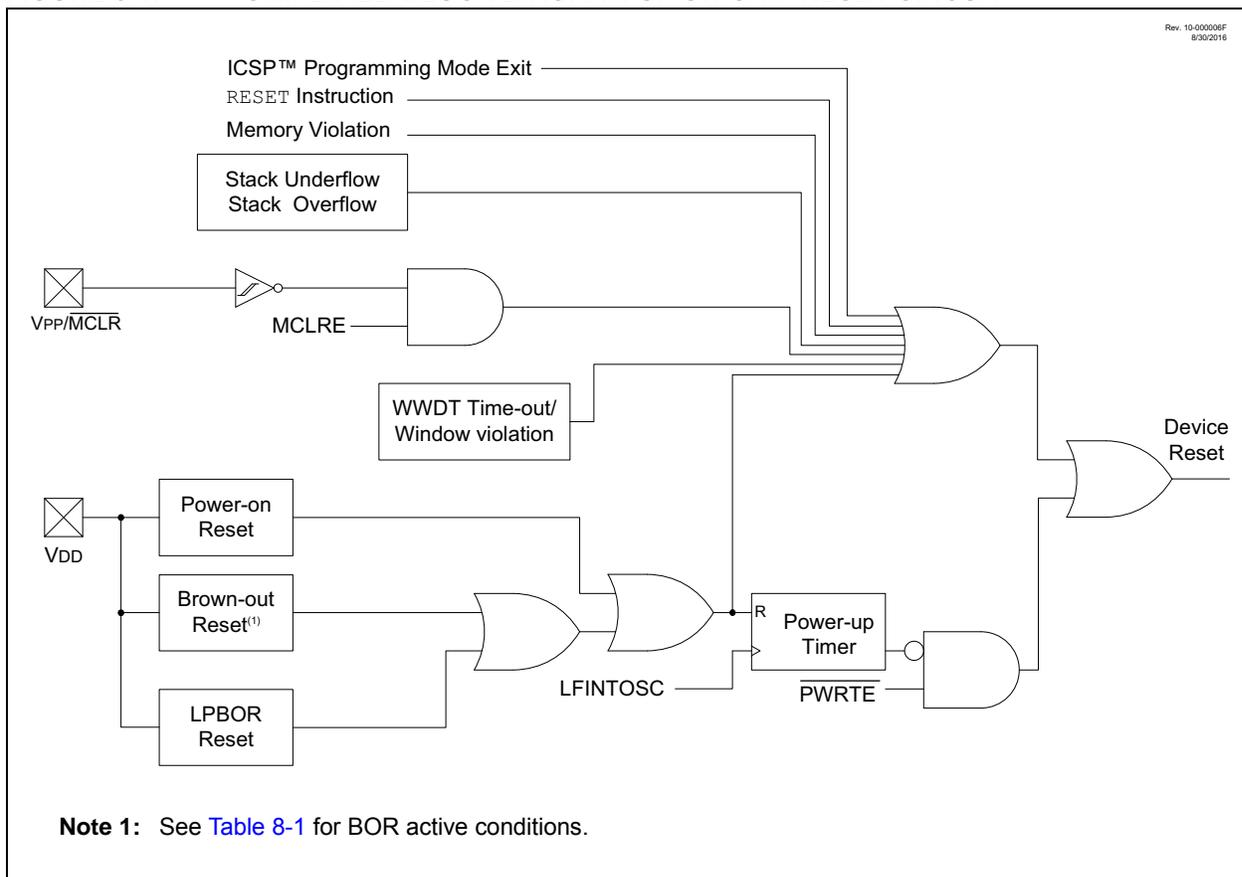 Rev. 10-000006F
8/30/2016
ICSP™ Programming Mode Exit
RESET Instruction
Memory Violation
Stack Underflow
Stack Overflow
VPP/MCLR
MCLRE
WWDT Time-out/
Window violation
Device
Reset
Power-on
Reset
VDD
Brown-out
Reset(1)
R
Power-up
Timer
LFINTOSC
PWRTE
LPBOR
Reset
Note 1: See Table 8-1 for BOR active conditions.